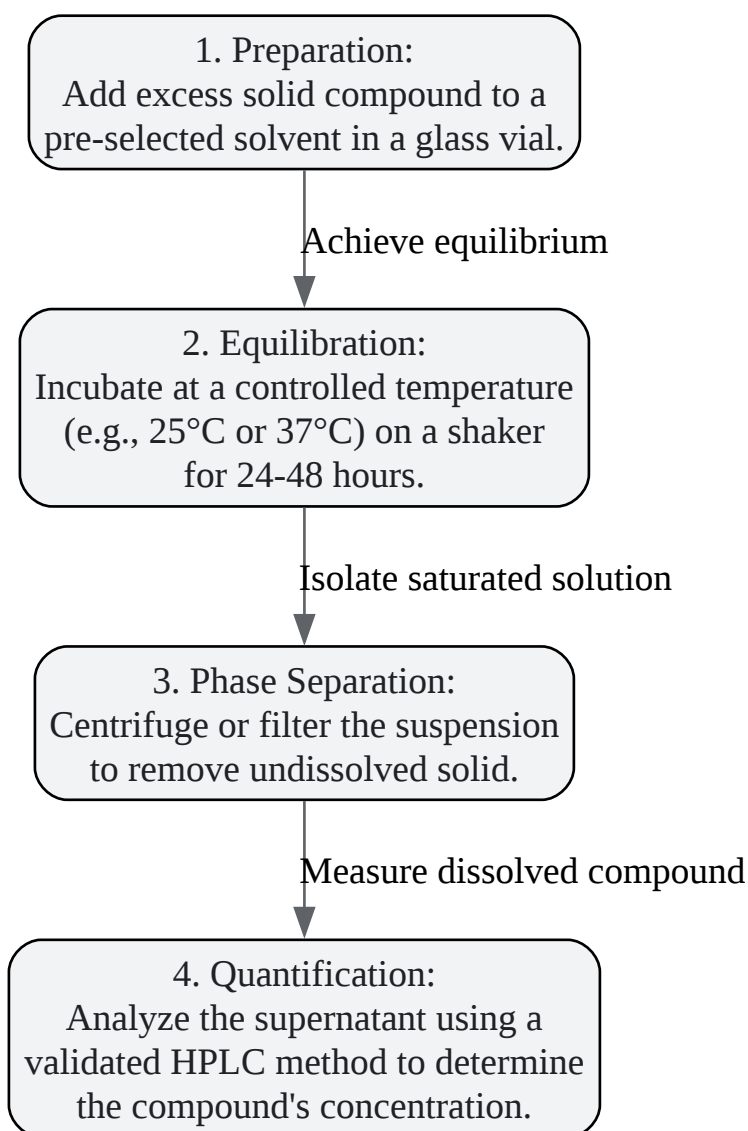 1. Preparation:
Add excess solid compound to a
pre-selected solvent in a glass vial.
Achieve equilibrium
2. Equilibration:
Incubate at a controlled temperature
(e.g., 25°C or 37°C) on a shaker
for 24-48 hours.
Isolate saturated solution
3. Phase Separation:
Centrifuge or filter the suspension
to remove undissolved solid.
Measure dissolved compound
4. Quantification:
Analyze the supernatant using a
validated HPLC method to determine
the compound's concentration.